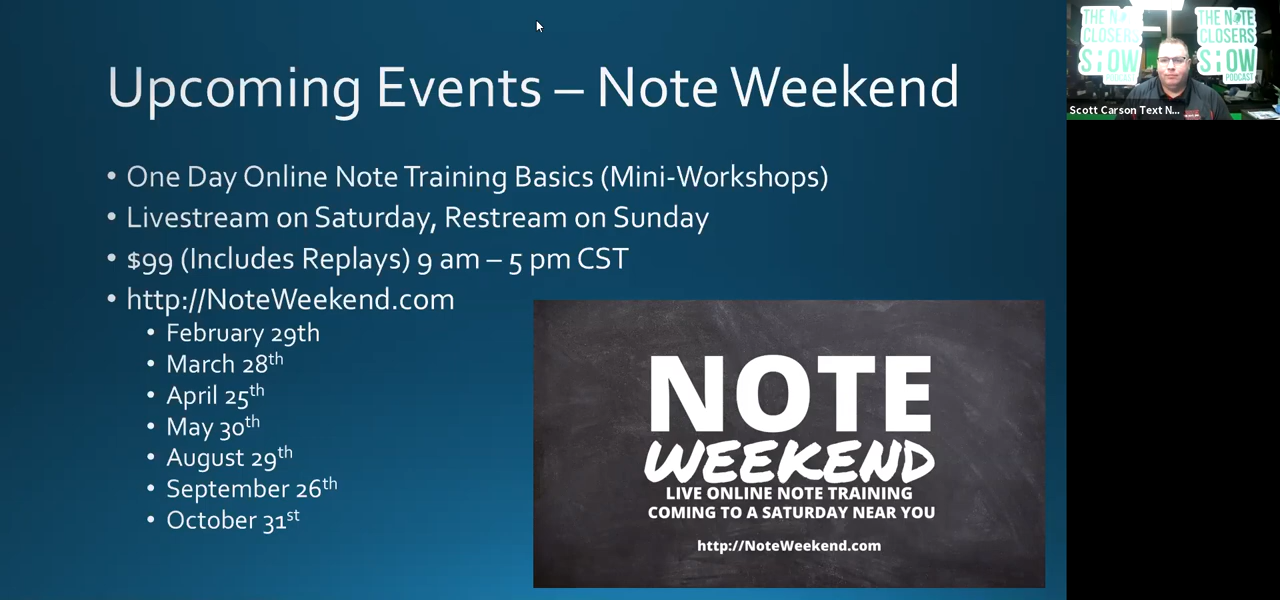 Upcoming Events – Note Weekend
• One Day Online Note Training Basics (Mini-Workshops)
• Livestream on Saturday, Restream on Sunday
• $99 (Includes Replays) 9 am – 5 pm CST
• http://NoteWeekend.com
• February 29th
• March 28th
• April 25th
• May 30th
• August 29th
• September 26th
• October 31st
NOTE
WEEKEND
LIVE ONLINE NOTE TRAINING
COMING TO A SATURDAY NEAR YOU
http://NoteWeekend.com
THE NOTE
CLOSERS
SHOW
PODCAST
THE NOTE
CLOSERS
SHOW
PODCAST
Scott Carson Text N...